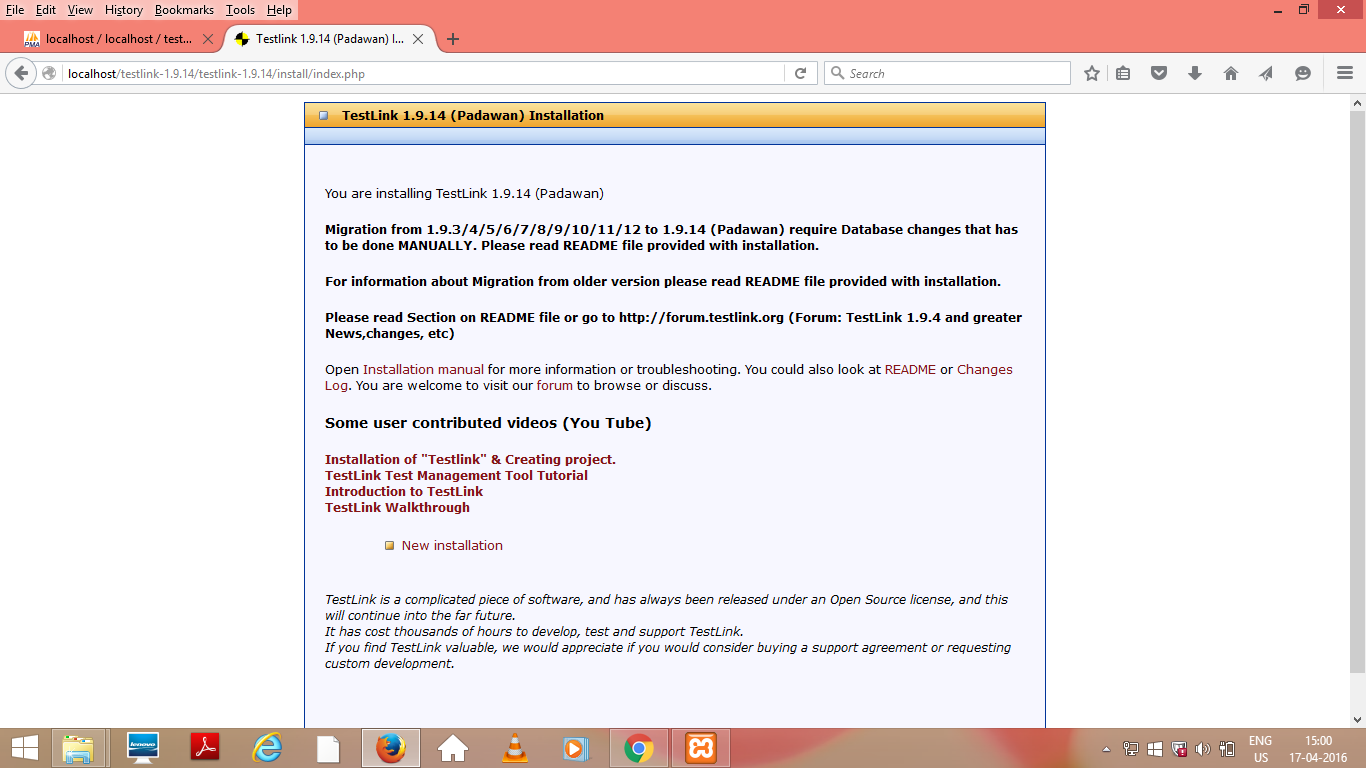 File Edit View History Bookmarks Tools Help
PMA localhost / localhost / test...
Testlink 1.9.14 (Padawan) I...
localhost/testlink-1.9.14/testlink-1.9.14/install/index.php
Search
TestLink 1.9.14 (Padawan) Installation
You are installing TestLink 1.9.14 (Padawan)
Migration from 1.9.3/4/5/6/7/8/9/10/11/12 to 1.9.14 (Padawan) require Database changes that has
to be done MANUALLY. Please read README file provided with installation.
For information about Migration from older version please read README file provided with installation.
Please read Section on README file or go to http://forum.testlink.org (Forum: TestLink 1.9.4 and greater
News,changes, etc)
Open Installation manual for more information or troubleshooting. You could also look at README or Changes
Log. You are welcome to visit our forum to browse or discuss.
Some user contributed videos (You Tube)
Installation of "Testlink" & Creating project.
TestLink Test Management Tool Tutorial
Introduction to TestLink
TestLink Walkthrough
New installation
TestLink is a complicated piece of software, and has always been released under an Open Source license, and this
will continue into the far future.
It has cost thousands of hours to develop, test and support TestLink.
If you find TestLink valuable, we would appreciate if you would consider buying a support agreement or requesting
custom development.
lenovo
ENG
US
15:00
17-04-2016